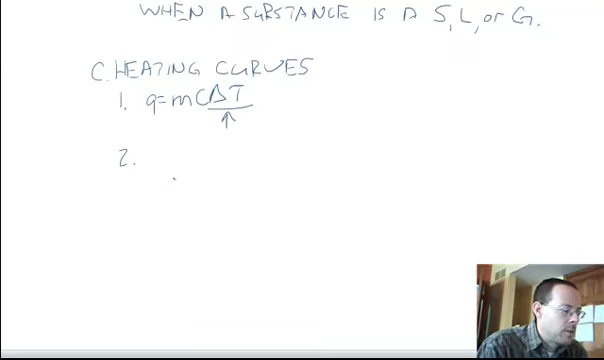 WHEN A SUBSTANCE IS A S, L, or G.
C. HEATING CURVES
1. q=mCΔT
2.